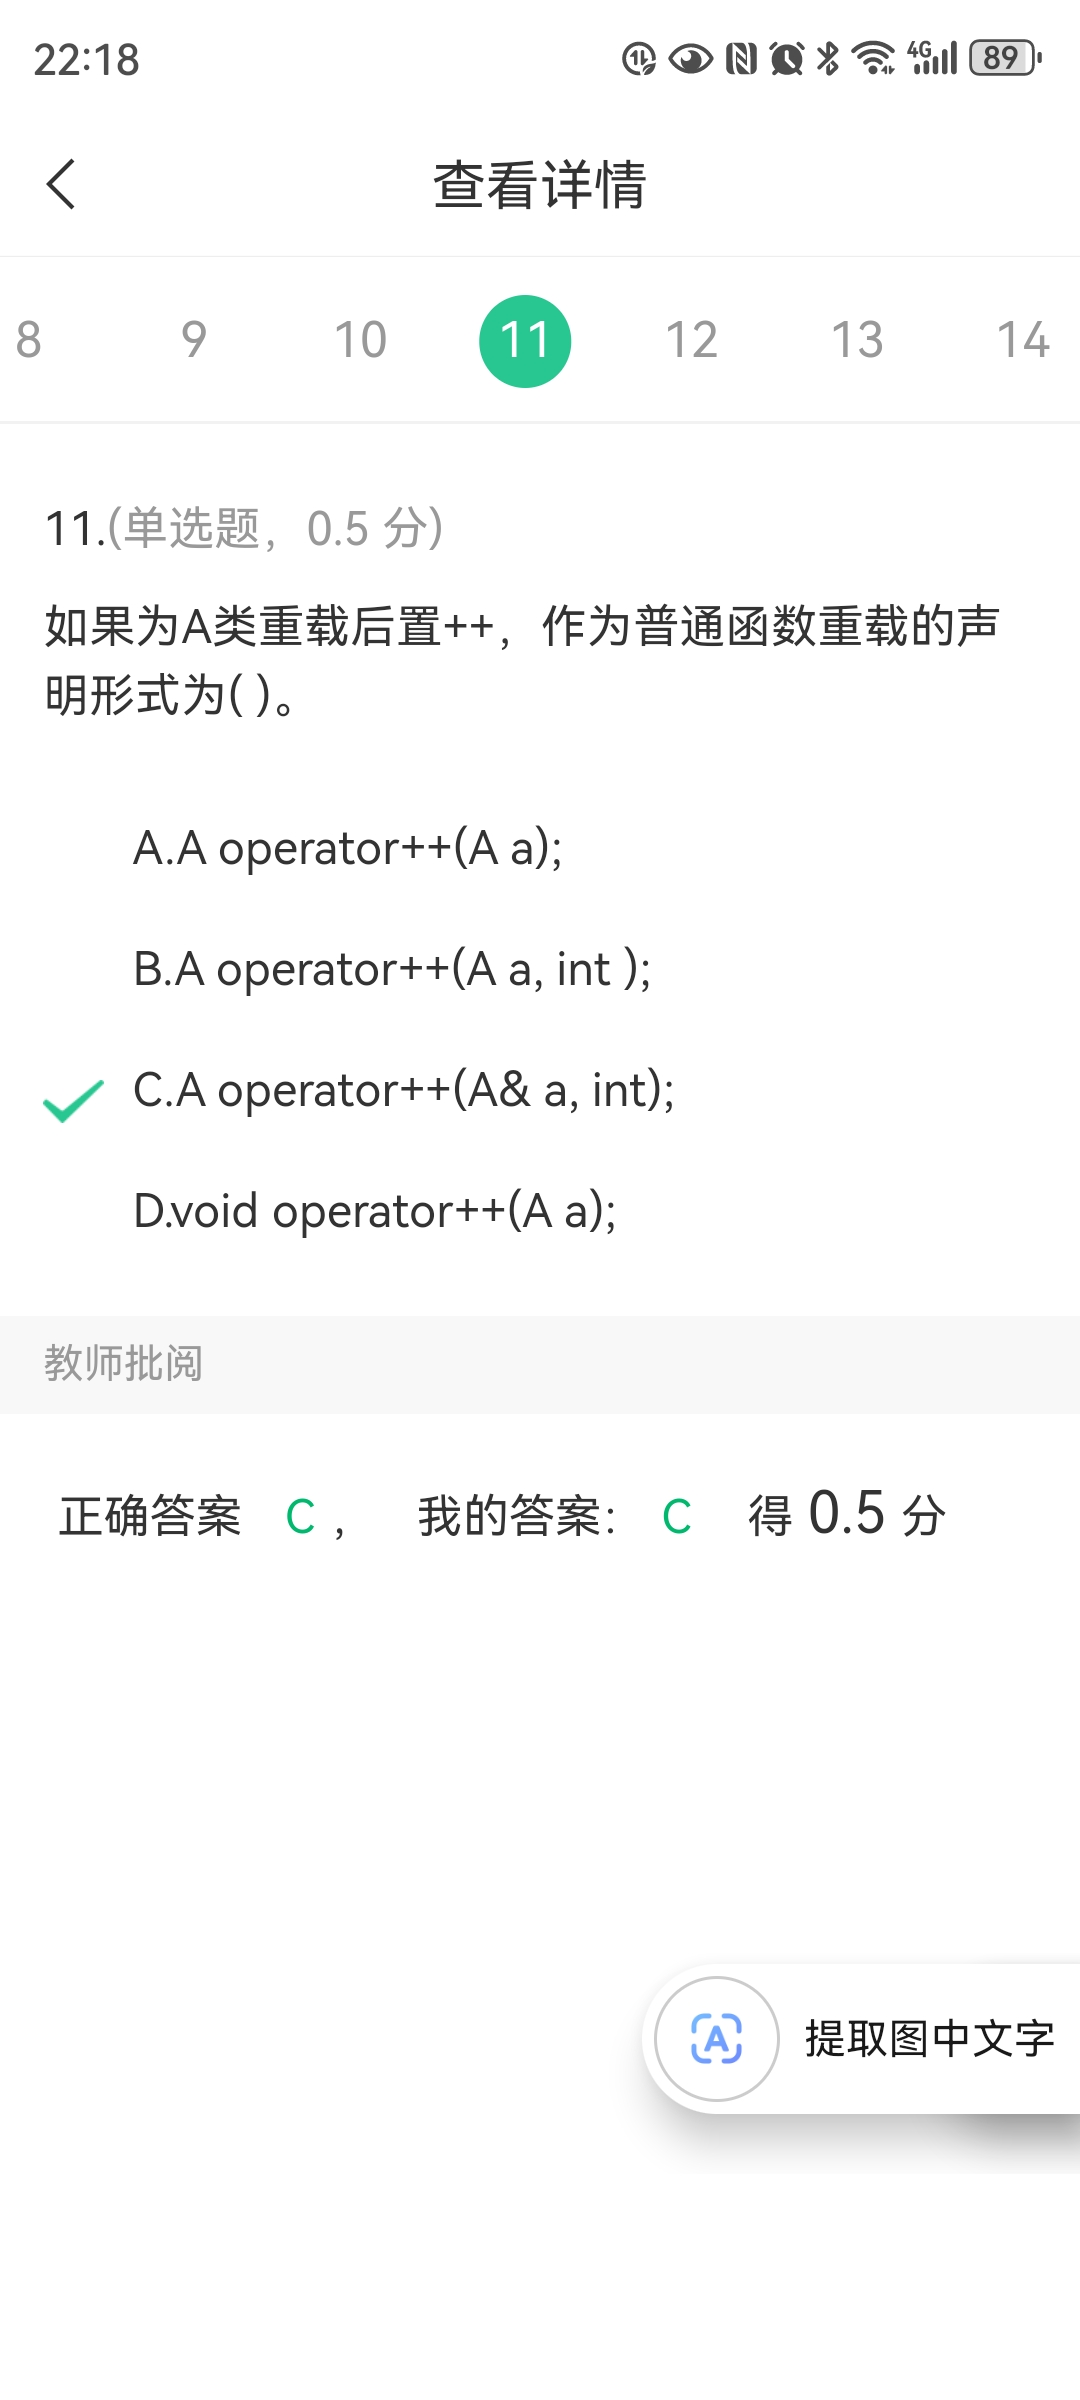 22:18
4G
89
查看详情
8 9 10 11 12 13 14
11.(单选题，0.5 分)
如果为A类重载后置++，作为普通函数重载的声
明形式为( )。
A.A operator++(A a);
B.A operator++(A a, int );
C.A operator++(A& a, int);
D.void operator++(A a);
教师批阅
正确答案 C， 我的答案： C 得 0.5 分
A 提取图中文字